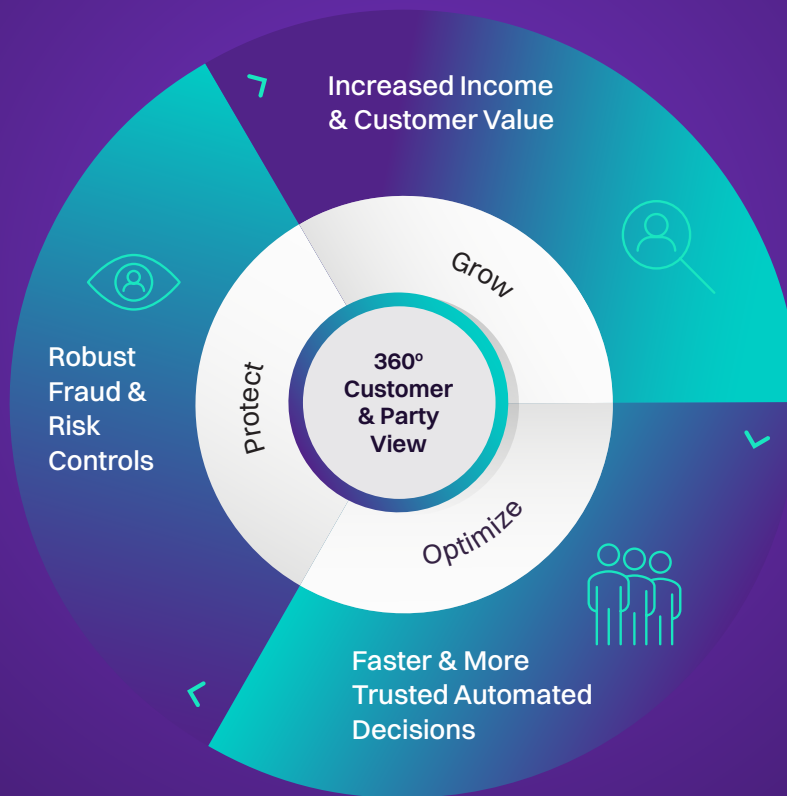 Increased Income
& Customer Value
Grow
360º
Customer
& Party
View
Protect
Robust
Fraud &
Risk
Controls
Optimize
Faster & More
Trusted Automated
Decisions